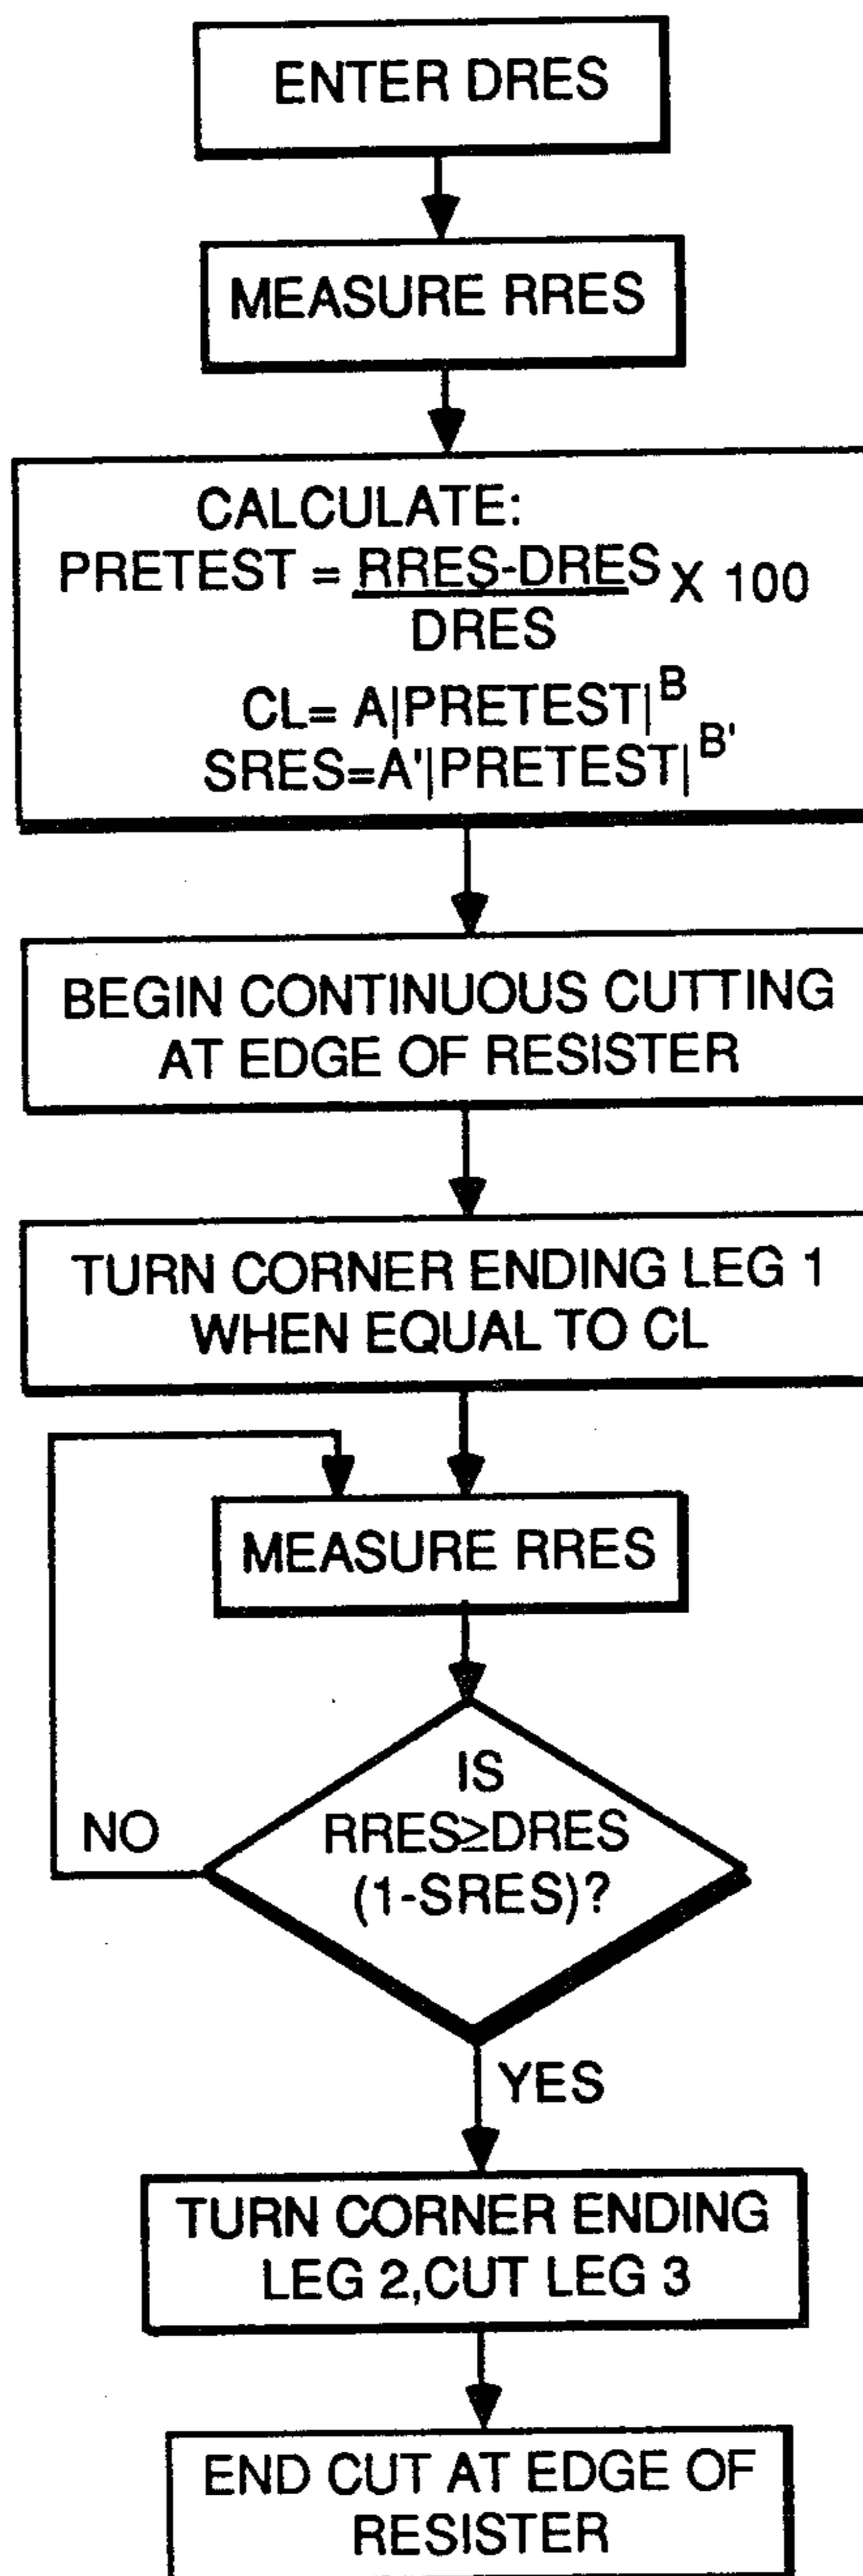 ENTER DRES
MEASURE RRES
CALCULATE:
PRETEST = RRES-DRES X 100
DRES
CL= A|PRETEST|^B
SRES=A'|PRETEST|^B'
BEGIN CONTINUOUS CUTTING
AT EDGE OF RESISTER
TURN CORNER ENDING LEG 1
WHEN EQUAL TO CL
MEASURE RRES
IS
RRES≥DRES
(1-SRES)?
NO
YES
TURN CORNER ENDING
LEG 2,CUT LEG 3
END CUT AT EDGE OF
RESISTER